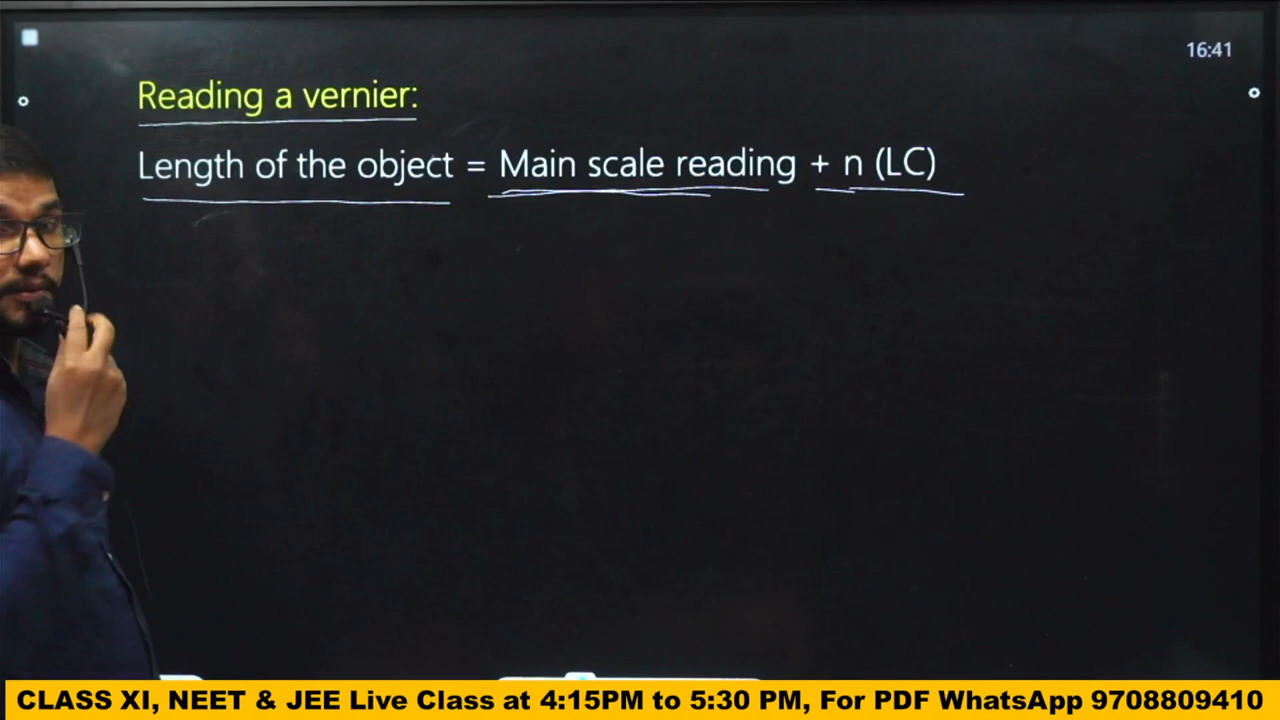 16:41
Reading a vernier:
Length of the object = Main scale reading + n (LC)
CLASS XI, NEET & JEE Live Class at 4:15PM to 5:30 PM, For PDF WhatsApp 9708809410